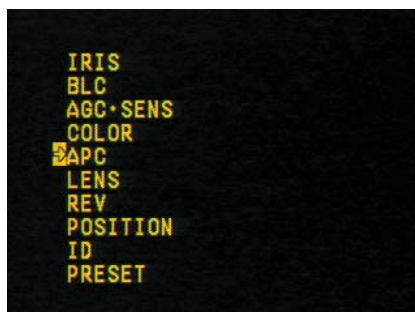 IRIS
BLC
AGC·SENS
COLOR
APC
LENS
REV
POSITION
ID
PRESET